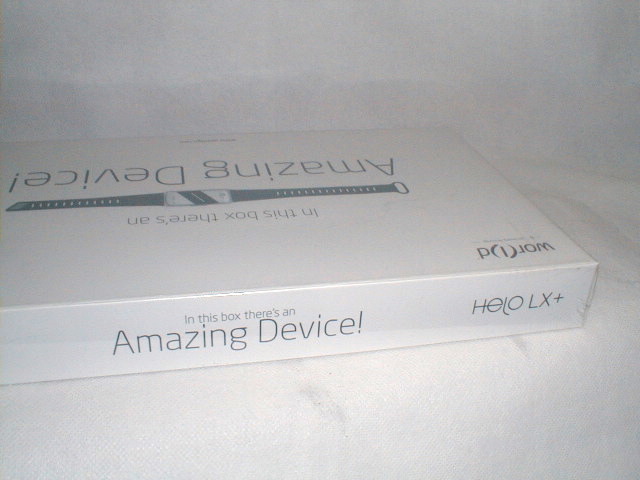 In this box there's an
Amazing Device!
wor(l)d
In this box there's an
Amazing Device!
HELO LX+